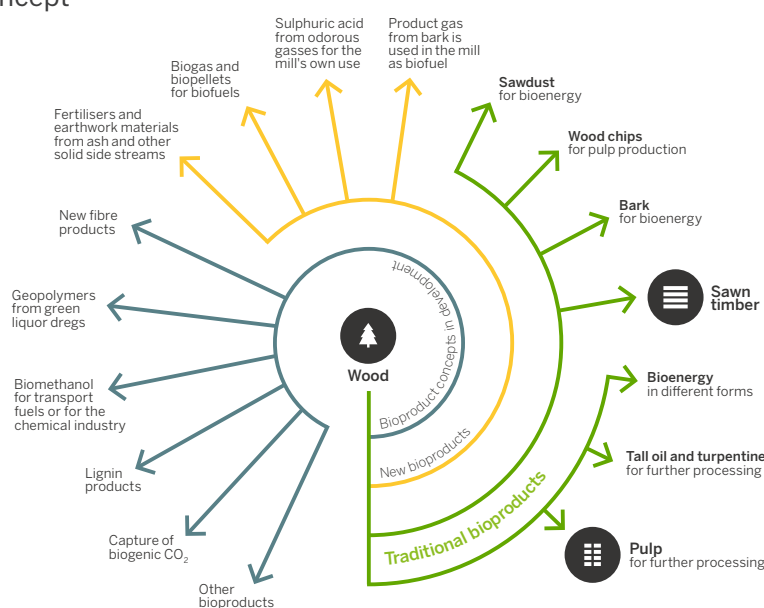 Sulphuric acid
from odorous
gasses for the
mill's own use
Product gas
from bark is
used in the mill
as biofuel
Biogas and
biopellets
for biofuels
Sawdust
for bioenergy
Fertilisers and
earthwork materials
from ash and other
solid side streams
Wood chips
for pulp production
New fibre
products
Bark
for bioenergy
Geopolymers
from green
liquor dregs
Sawn
timber
Bioproduct concepts in development
Wood
Biomethanol
for transport
fuels or for the
chemical industry
Bioenergy
in different forms
New bioproducts
Lignin
products
Tall oil and turpentine
for further processing
Traditional bioproducts
Capture of
biogenic CO₂
Pulp
for further processing
Other
bioproducts